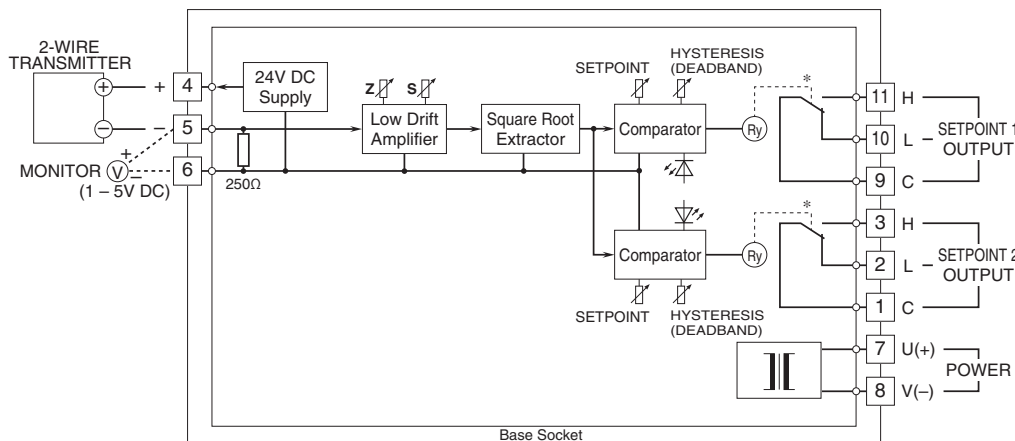 2-WIRE
TRANSMITTER
+
−
+
−
4
5
6
MONITOR
+
V
−
(1 – 5V DC)
24V DC
Supply
250Ω
Z
S
Low Drift
Amplifier
Square Root
Extractor
SETPOINT
HYSTERESIS
(DEADBAND)
Comparator
Ry
*
11
H
10
L
9
C
SETPOINT 1
OUTPUT
Comparator
SETPOINT
HYSTERESIS
(DEADBAND)
Ry
*
3
H
2
L
1
C
SETPOINT 2
OUTPUT
7
U(+)
8
V(–)
POWER
Base Socket